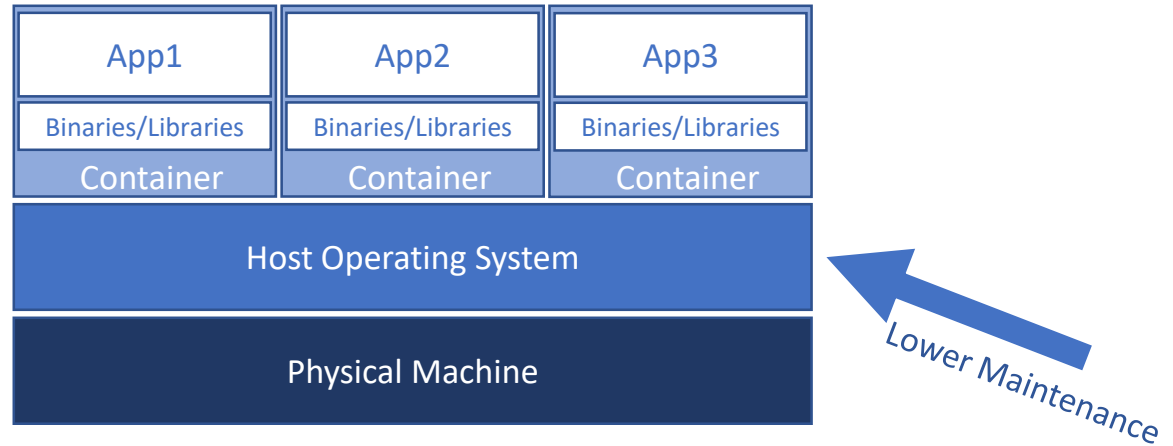 App1
App2
App3
Binaries/Libraries
Binaries/Libraries
Binaries/Libraries
Container
Container
Container
Host Operating System
Physical Machine
Lower Maintenance